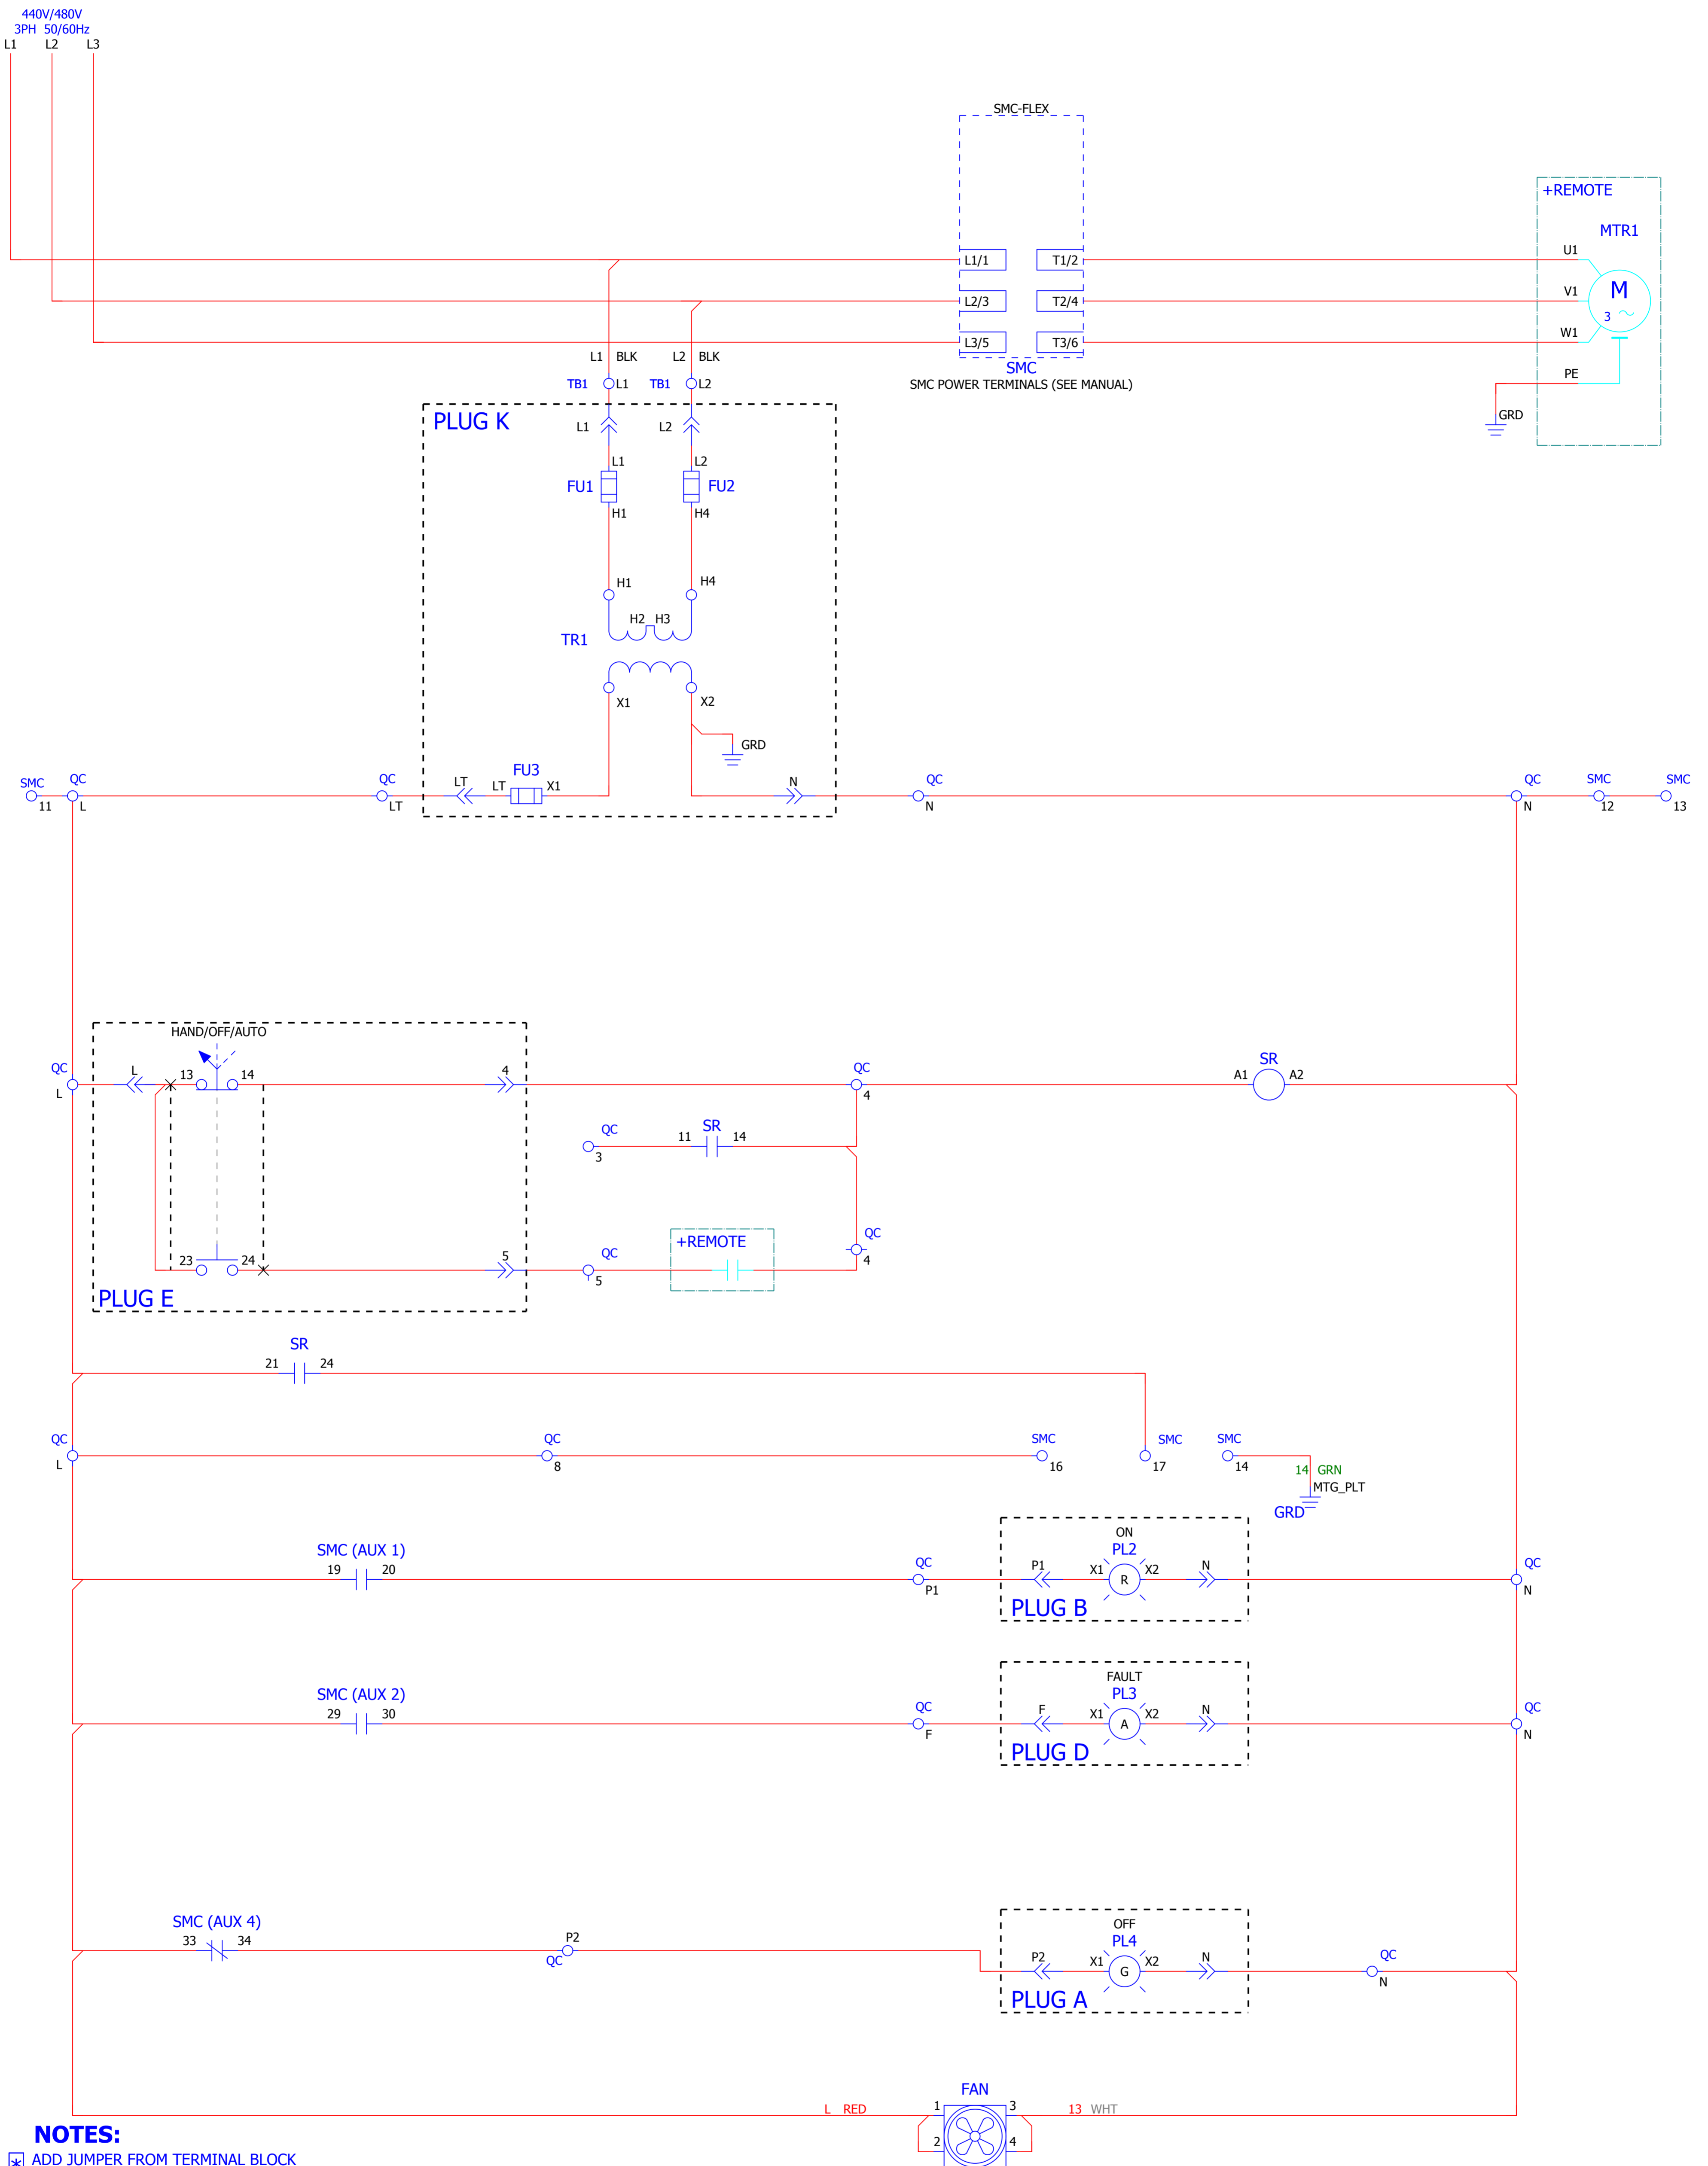 440V/480V
3PH 50/60Hz
L1 L2 L3
SMC-FLEX
+REMOTE
MTR1
L1/1 T1/2 U1
L2/3 T2/4 V1
M
3
L3/5 T3/6 W1
SMC
SMC POWER TERMINALS (SEE MANUAL)
PE
GRD
L1 BLK L2 BLK
TB1 L1 TB1 L2
PLUG K
L1 L2
L1 L2
FU1 FU2
H1 H4
H1 H4
H2 H3
TR1
X1 X2
GRD
SMC QC QC LT LT FU3 X1 N QC QC SMC SMC
11 L LT N N 12 13
HAND/OFF/AUTO
QC L 13 14 4 QC SR
L 4 A1 A2
QC 11 SR 14
3
+REMOTE
QC
23 24 5 QC
5 4
PLUG E
SR
21 24
QC QC SMC SMC SMC
L 8 16 17 14
14 GRN
MTG_PLT
GRD
ON
SMC (AUX 1) PL2
19 20 QC P1 X1 R X2 N QC
P1 N
PLUG B
FAULT
SMC (AUX 2) PL3
29 30 QC F X1 A X2 N QC
F N
PLUG D
SMC (AUX 4) OFF
33 34 P2 PL4
QC P2 X1 G X2 N QC
N
PLUG A
FAN
L RED 1 3 13 WHT
2 4
NOTES:
* ADD JUMPER FROM TERMINAL BLOCK